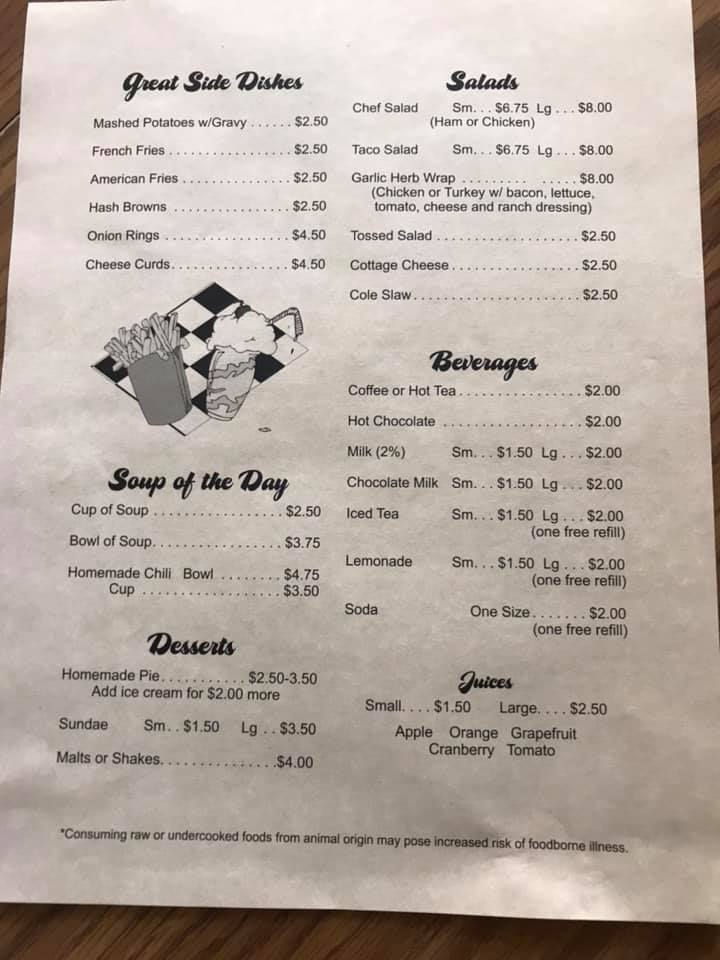 Great Side Dishes
Mashed Potatoes w/Gravy . . . . . . $2.50
French Fries . . . . . . . . . . . . . . . . . $2.50
American Fries . . . . . . . . . . . . . . . $2.50
Hash Browns . . . . . . . . . . . . . . . . $2.50
Onion Rings . . . . . . . . . . . . . . . . . $4.50
Cheese Curds. . . . . . . . . . . . . . . . $4.50
Soup of the Day
Cup of Soup . . . . . . . . . . . . . . . . . $2.50
Bowl of Soup. . . . . . . . . . . . . . . . . $3.75
Homemade Chili Bowl . . . . . . . . $4.75
Cup . . . . . . . . . . . . . . . . . . $3.50
Desserts
Homemade Pie. . . . . . . . . . . $2.50-3.50
Add ice cream for $2.00 more
Sundae Sm. . $1.50 Lg . . $3.50
Malts or Shakes. . . . . . . . . . . . . . .$4.00
Salads
Chef Salad Sm. . . $6.75 Lg . . . $8.00
(Ham or Chicken)
Taco Salad Sm. . . $6.75 Lg . . . $8.00
Garlic Herb Wrap . . . . . . . . . . . . . . $8.00
(Chicken or Turkey w/ bacon, lettuce,
tomato, cheese and ranch dressing)
Tossed Salad . . . . . . . . . . . . . . . . . . . $2.50
Cottage Cheese . . . . . . . . . . . . . . . . . $2.50
Cole Slaw . . . . . . . . . . . . . . . . . . . . . . $2.50
Beverages
Coffee or Hot Tea . . . . . . . . . . . . . . . . $2.00
Hot Chocolate . . . . . . . . . . . . . . . . . . $2.00
Milk (2%) Sm. . . $1.50 Lg . . . $2.00
Chocolate Milk Sm. . . $1.50 Lg . . . $2.00
Iced Tea Sm. . . $1.50 Lg . . . $2.00
(one free refill)
Lemonade Sm. . . $1.50 Lg . . . $2.00
(one free refill)
Soda One Size. . . . . . . $2.00
(one free refill)
Juices
Small. . . . $1.50 Large. . . . $2.50
Apple Orange Grapefruit
Cranberry Tomato
*Consuming raw or undercooked foods from animal origin may pose increased risk of foodborne illness.